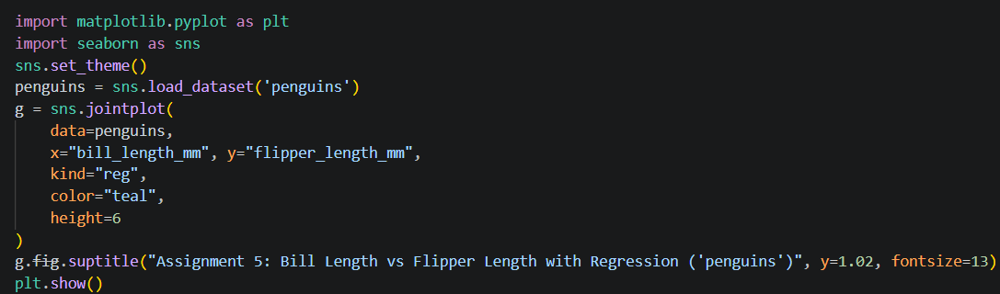 import matplotlib.pyplot as plt
import seaborn as sns
sns.set_theme()
penguins = sns.load_dataset('penguins')
g = sns.jointplot(
    data=penguins,
    x="bill_length_mm", y="flipper_length_mm",
    kind="reg",
    color="teal",
    height=6
)
g.fig.suptitle("Assignment 5: Bill Length vs Flipper Length with Regression ('penguins')", y=1.02, fontsize=13)
plt.show()